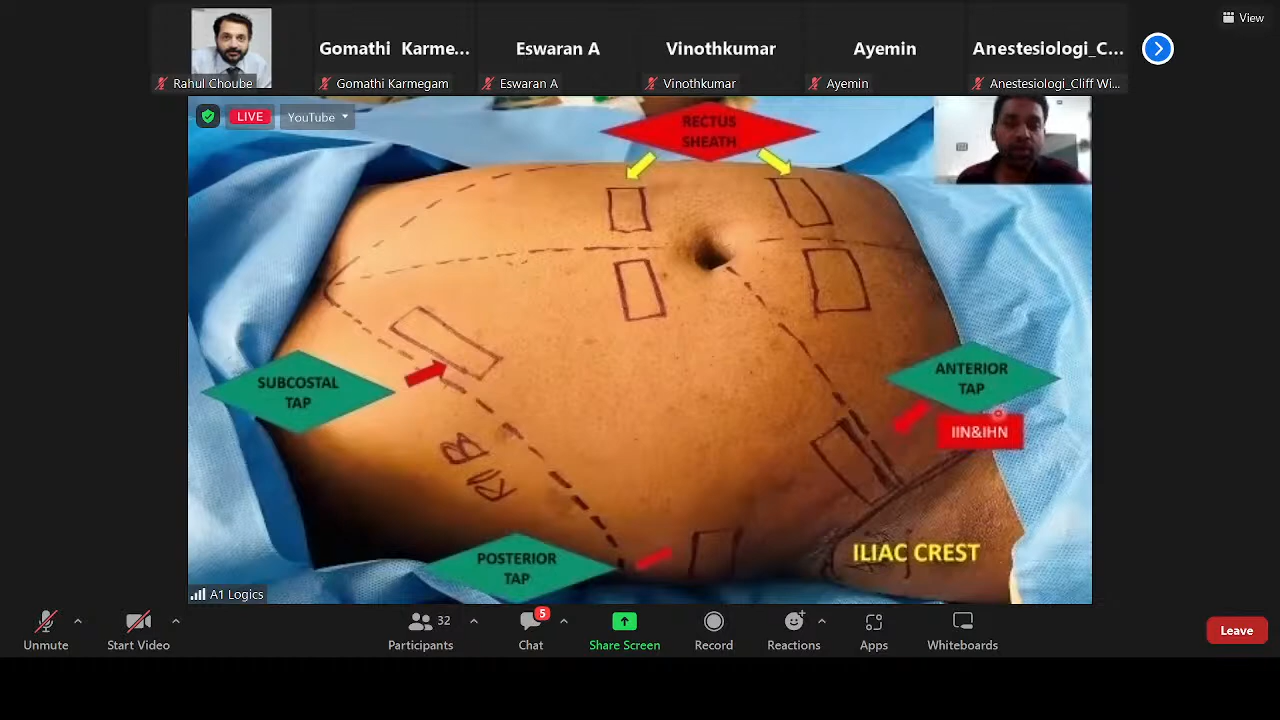 View
Gomathi Karme...
Eswaran A
Vinothkumar
Ayemin
Anestesiologi_C...
Rahul Choube
Gomathi Karmegam
Eswaran A
Vinothkumar
Ayemin
Anestesiologi_Cliff Wi...
LIVE
YouTube
RECTUS
SHEATH
SUBCOSTAL
TAP
ANTERIOR
TAP
IIN&IHN
RIB
POSTERIOR
TAP
ILIAC CREST
A1 Logics
Unmute
Start Video
32
Participants
5
Chat
Share Screen
Record
Reactions
Apps
Whiteboards
Leave